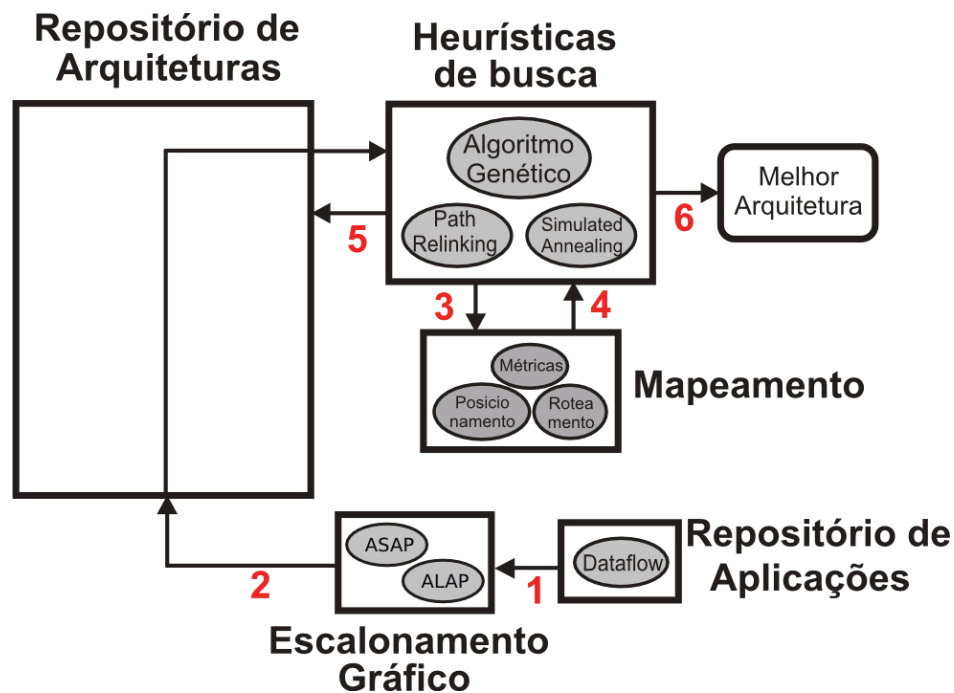 Repositório de
Arquiteturas
Heurísticas
de busca
Algoritmo
Genético
Path
Relinking
Simulated
Annealing
5
6
Melhor
Arquitetura
3
4
Métricas
Posicio
namento
Rotea
mento
Mapeamento
2
ASAP
ALAP
1
Dataflow
Repositório de
Aplicações
Escalonamento
Gráfico